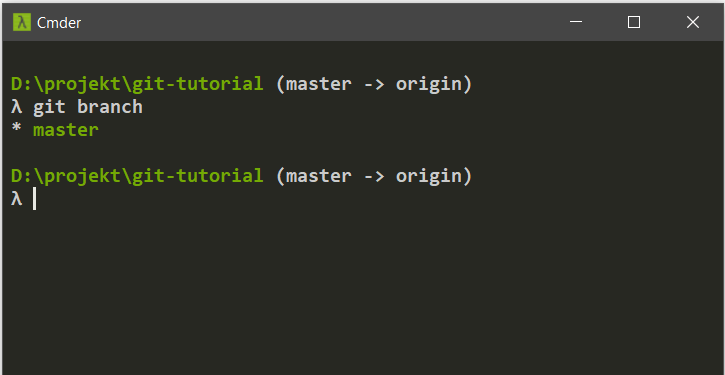 λ Cmder
D:\projekt\git-tutorial (master -> origin)
λ git branch
* master
D:\projekt\git-tutorial (master -> origin)
λ